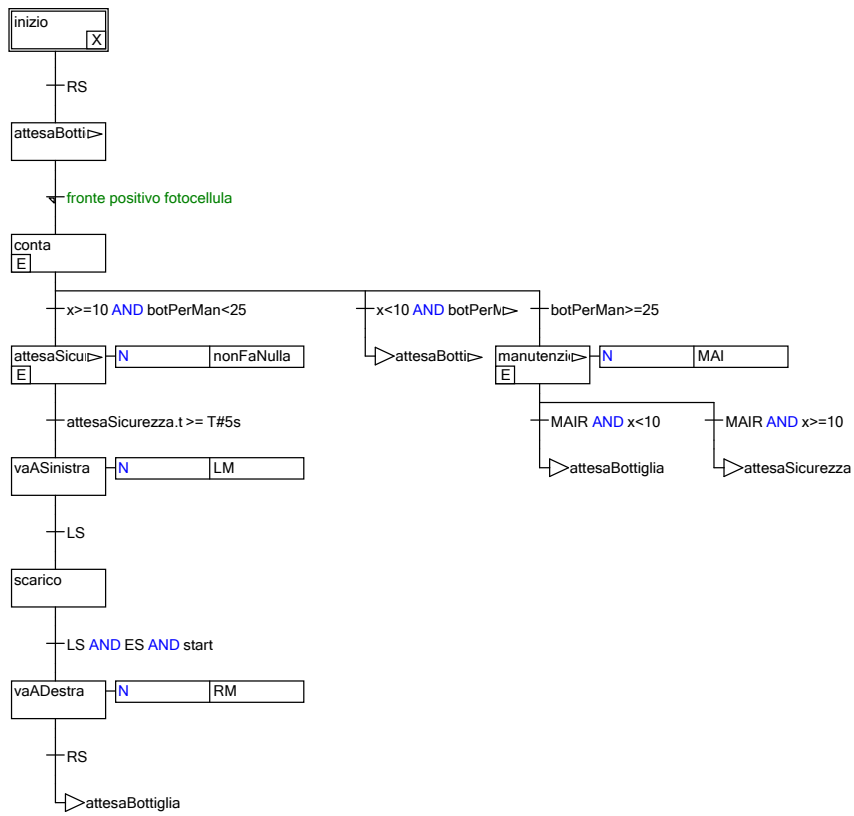 inizio
X
RS
attesaBotti
fronte positivo fotocellula
conta
E
x>=10 AND botPerMan<25
x<10 AND botPerM
botPerMan>=25
attesaSicu
E
N
nonFaNulla
attesaBotti
manutenzi
E
N
MAI
attesaSicurezza.t >= T#5s
MAIR AND x<10
MAIR AND x>=10
vaASinistra
N
LM
attesaBottiglia
attesaSicurezza
LS
scarico
LS AND ES AND start
vaADestra
N
RM
RS
attesaBottiglia